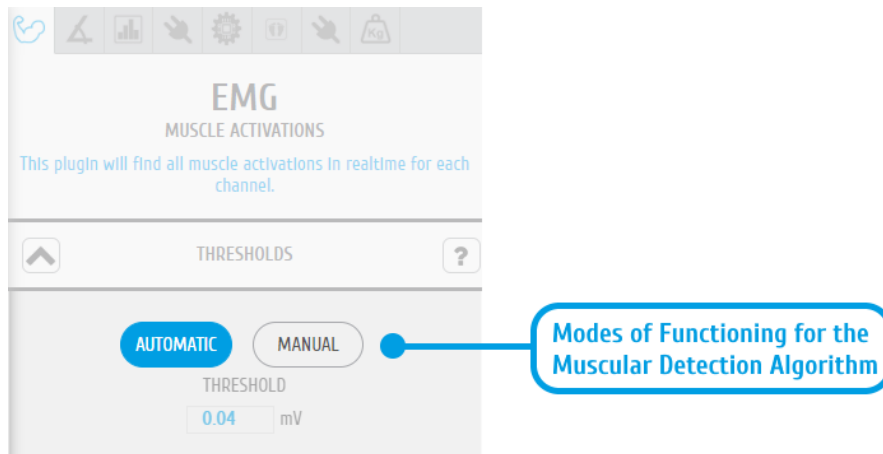 Kg
EMG
MUSCLE ACTIVATIONS
This plugin will find all muscle activations in realtime for each
channel.
THRESHOLDS
?
AUTOMATIC
MANUAL
THRESHOLD
0.04 mV
Modes of Functioning for the
Muscular Detection Algorithm